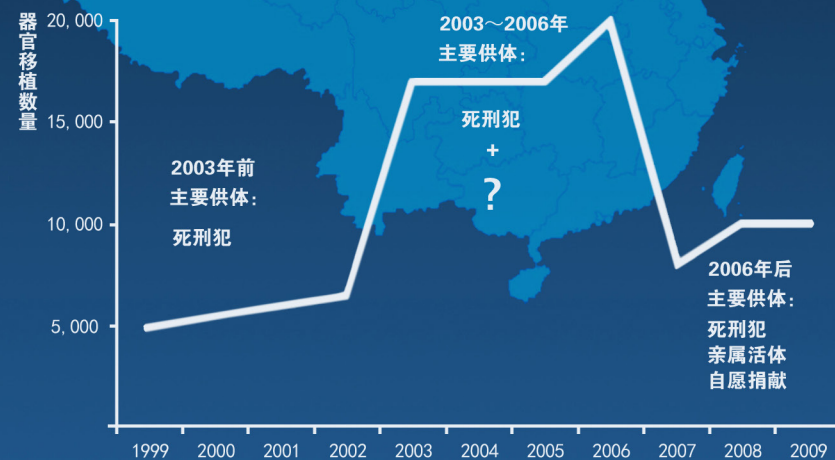 器官移植数量
20,000
15,000
10,000
5,000
2003年前
主要供体：
死刑犯
2003～2006年
主要供体：
死刑犯
+
?
2006年后
主要供体：
死刑犯
亲属活体
自愿捐献
1999 2000 2001 2002 2003 2004 2005 2006 2007 2008 2009